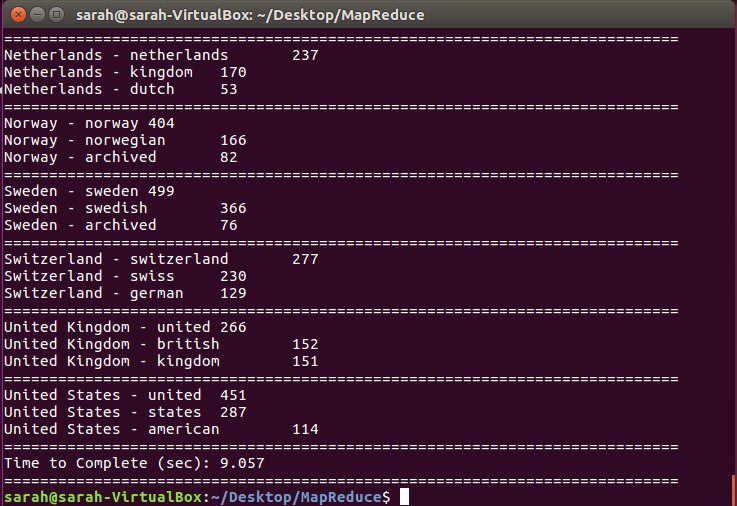 sarah@sarah-VirtualBox: ~/Desktop/MapReduce
===========================================================================
Netherlands - netherlands       237
Netherlands - kingdom   170
Netherlands - dutch     53
===========================================================================
Norway - norway 404
Norway - norwegian      166
Norway - archived       82
===========================================================================
Sweden - sweden 499
Sweden - swedish        366
Sweden - archived       76
===========================================================================
Switzerland - switzerland       277
Switzerland - swiss     230
Switzerland - german    129
===========================================================================
United Kingdom - united 266
United Kingdom - british        152
United Kingdom - kingdom        151
===========================================================================
United States - united  451
United States - states  287
United States - american        114
===========================================================================
Time to Complete (sec): 9.057
===========================================================================
sarah@sarah-VirtualBox:~/Desktop/MapReduce$